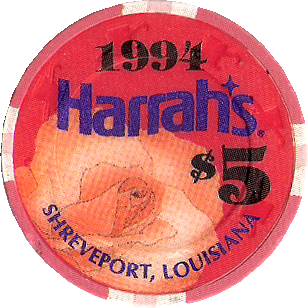 1994
Harrah's®
$5
SHREVEPORT, LOUISIANA